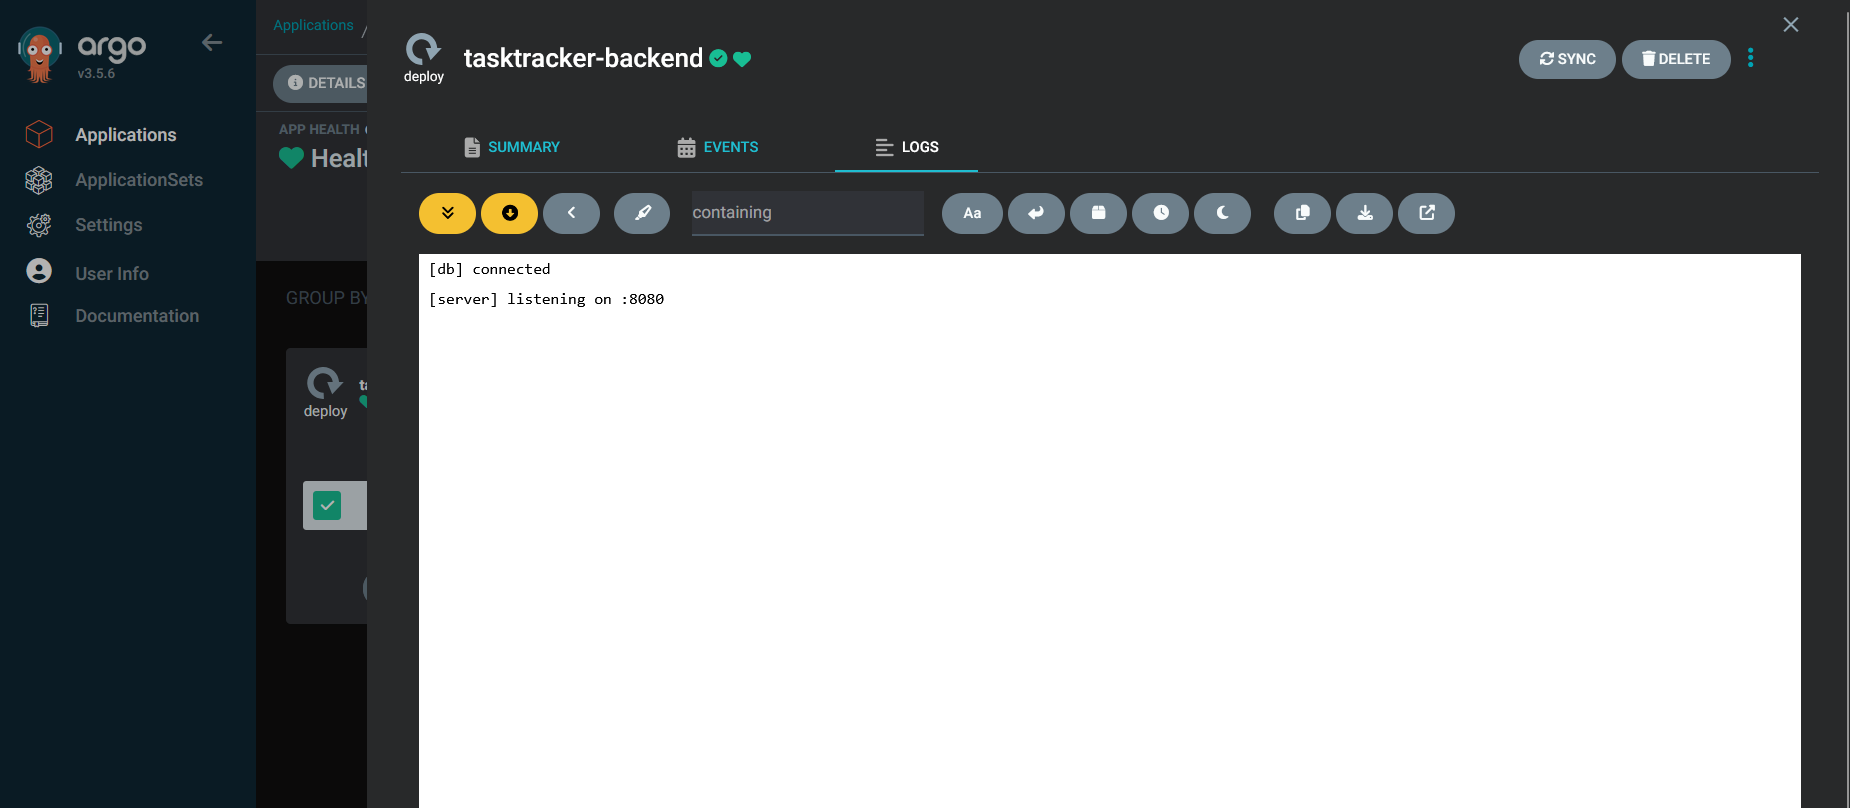 argo
v3.5.6
Applications
ApplicationSets
Settings
User Info
Documentation
Applications /
DETAILS
APP HEALTH
GROUP BY
deploy
deploy
tasktracker-backend
SYNC
DELETE
SUMMARY
EVENTS
LOGS
containing
Aa
[db] connected
[server] listening on :8080